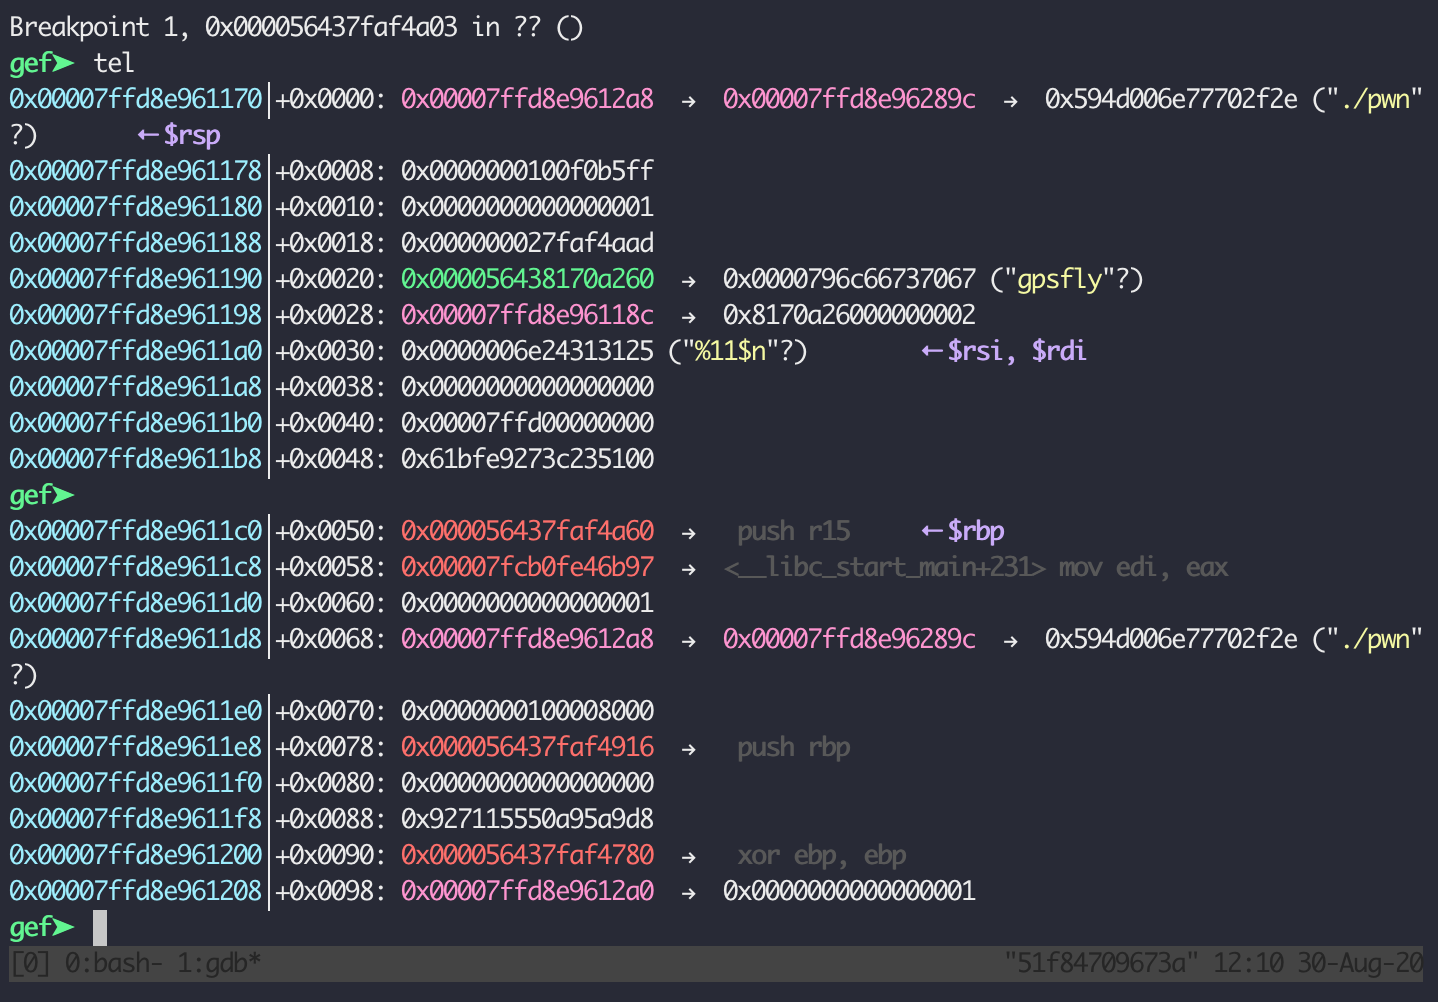 Breakpoint 1, 0x000056437faf4a03 in ?? ()
gef➤  tel
0x00007ffd8e961170│+0x0000: 0x00007ffd8e9612a8  →  0x00007ffd8e96289c  →  0x594d006e77702f2e ("./pwn"
?)       ←$rsp
0x00007ffd8e961178│+0x0008: 0x0000000100f0b5ff
0x00007ffd8e961180│+0x0010: 0x0000000000000001
0x00007ffd8e961188│+0x0018: 0x000000027faf4aad
0x00007ffd8e961190│+0x0020: 0x000056438170a260  →  0x0000796c66737067 ("gpsfly"?)
0x00007ffd8e961198│+0x0028: 0x00007ffd8e96118c  →  0x8170a26000000002
0x00007ffd8e9611a0│+0x0030: 0x0000006e24313125 ("%11$n"?)        ←$rsi, $rdi
0x00007ffd8e9611a8│+0x0038: 0x0000000000000000
0x00007ffd8e9611b0│+0x0040: 0x00007ffd00000000
0x00007ffd8e9611b8│+0x0048: 0x61bfe9273c235100
gef➤
0x00007ffd8e9611c0│+0x0050: 0x000056437faf4a60  →   push r15     ←$rbp
0x00007ffd8e9611c8│+0x0058: 0x00007fcb0fe46b97  →  <__libc_start_main+231> mov edi, eax
0x00007ffd8e9611d0│+0x0060: 0x0000000000000001
0x00007ffd8e9611d8│+0x0068: 0x00007ffd8e9612a8  →  0x00007ffd8e96289c  →  0x594d006e77702f2e ("./pwn"
?)
0x00007ffd8e9611e0│+0x0070: 0x0000000100008000
0x00007ffd8e9611e8│+0x0078: 0x000056437faf4916  →   push rbp
0x00007ffd8e9611f0│+0x0080: 0x0000000000000000
0x00007ffd8e9611f8│+0x0088: 0x927115550a95a9d8
0x00007ffd8e961200│+0x0090: 0x000056437faf4780  →   xor ebp, ebp
0x00007ffd8e961208│+0x0098: 0x00007ffd8e9612a0  →  0x0000000000000001
gef➤
[0] 0:bash- 1:gdb*                                                     "51f84709673a" 12:10 30-Aug-20